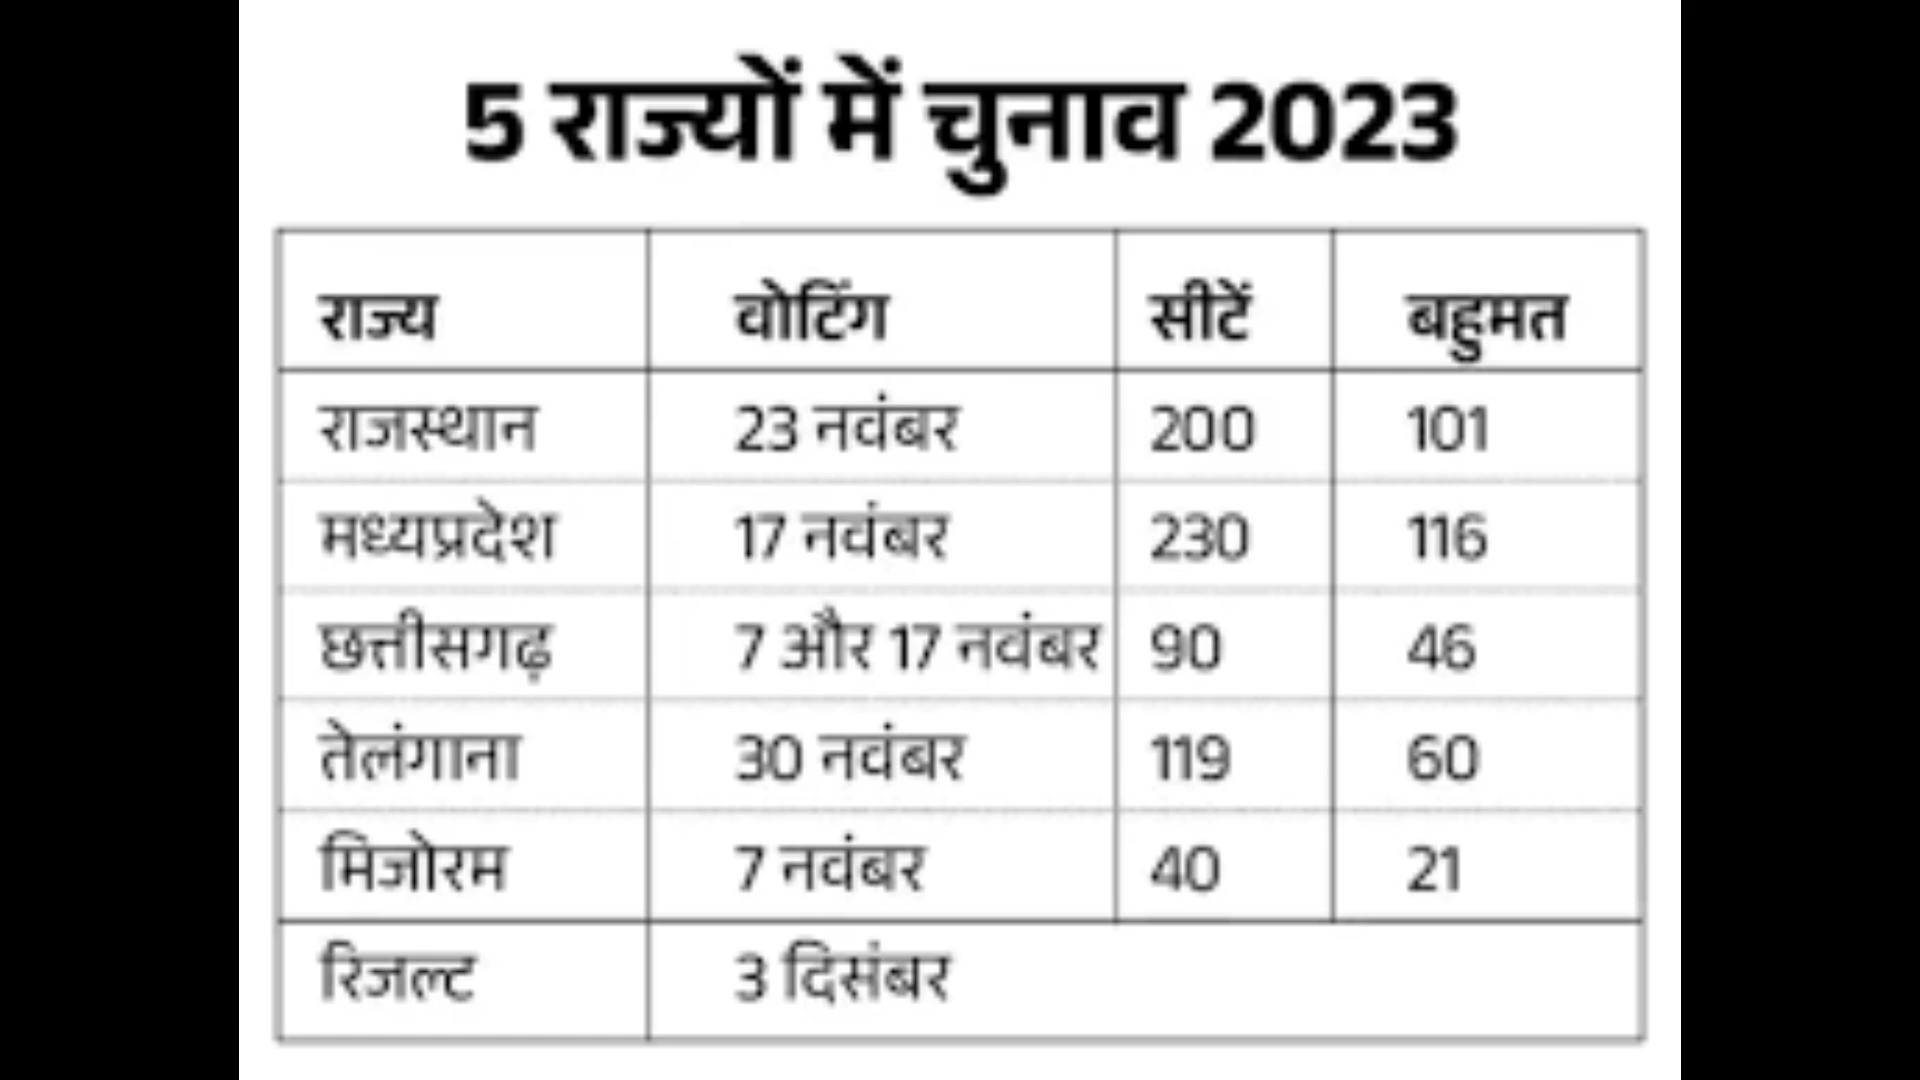 5 राज्यों में चुनाव 2023
राज्य वोटिंग सीटें बहुमत
राजस्थान 23 नवंबर 200 101
मध्यप्रदेश 17 नवंबर 230 116
छत्तीसगढ़ 7 और 17 नवंबर 90 46
तेलंगाना 30 नवंबर 119 60
मिजोरम 7 नवंबर 40 21
रिजल्ट 3 दिसंबर